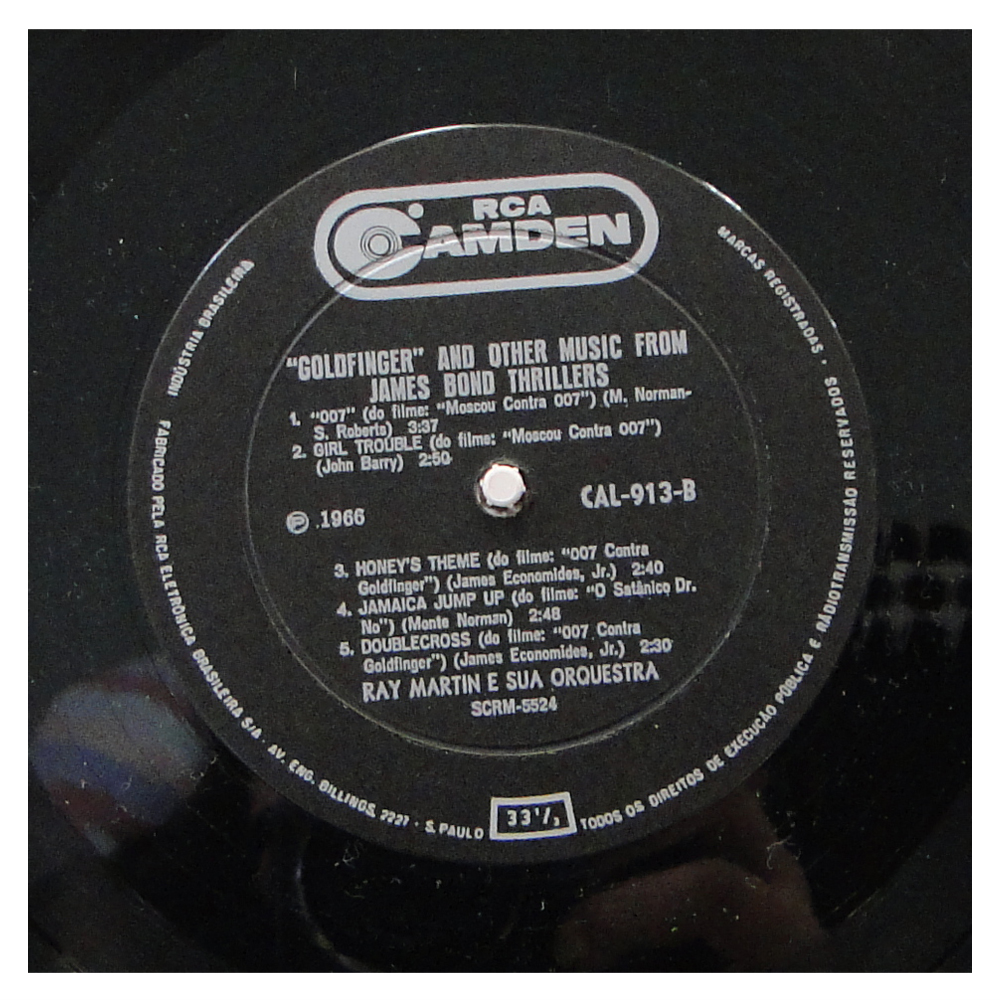 RCA
CAMDEN
"GOLDFINGER" AND OTHER MUSIC FROM
JAMES BOND THRILLERS
1. "007" (do filme: "Moscou Contra 007") (M. Norman-
S. Roberts) 3:37
2. GIRL TROUBLE (do filme: "Moscou Contra 007")
(John Barry) 2:50
CAL-913-B
Ⓟ .1966
3. HONEY'S THEME (do filme: "007 Contra
Goldfinger") (James Economides, Jr.) 2:40
4. JAMAICA JUMP UP (do filme: "O Satânico Dr.
No") (Monte Norman) 2:48
5. DOUBLECROSS (do filme: "007 Contra
Goldfinger") (James Economides, Jr.) 2:30
RAY MARTIN E SUA ORQUESTRA
SCRM-5524
33 1/3
INDÚSTRIA BRASILEIRA
FABRICADO PELA RCA ELETRÔNICA BRASILEIRA S/A · AV. ENG. BILLINGS, 2227 · S. PAULO
TODOS OS DIREITOS DE EXECUÇÃO PÚBLICA E RÁDIOTRANSMISSÃO RESERVADOS · MARCAS REGISTRADAS